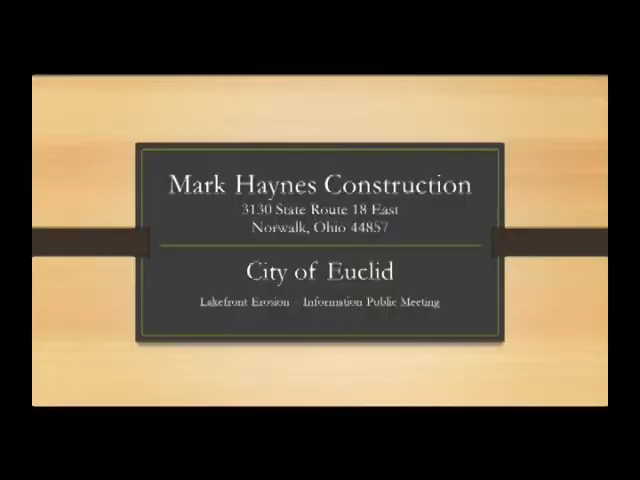 Mark Haynes Construction
3130 State Route 18 East
Norwalk, Ohio 44857
City of Euclid
Lakefront Erosion – Information Public Meeting